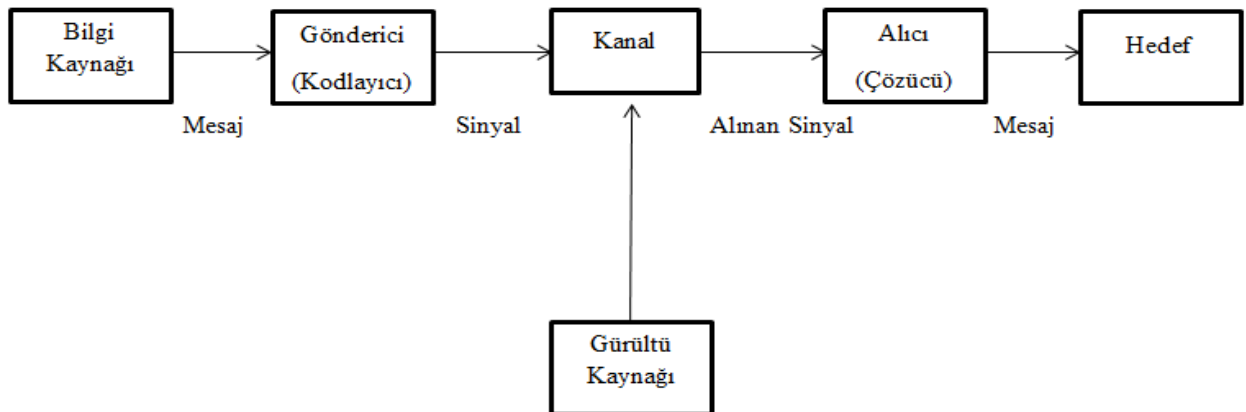 Bilgi
Kaynağı
Gönderici
(Kodlayıcı)
Kanal
Alıcı
(Çözücü)
Hedef
Mesaj
Sinyal
Alınan Sinyal
Mesaj
Gürültü
Kaynağı